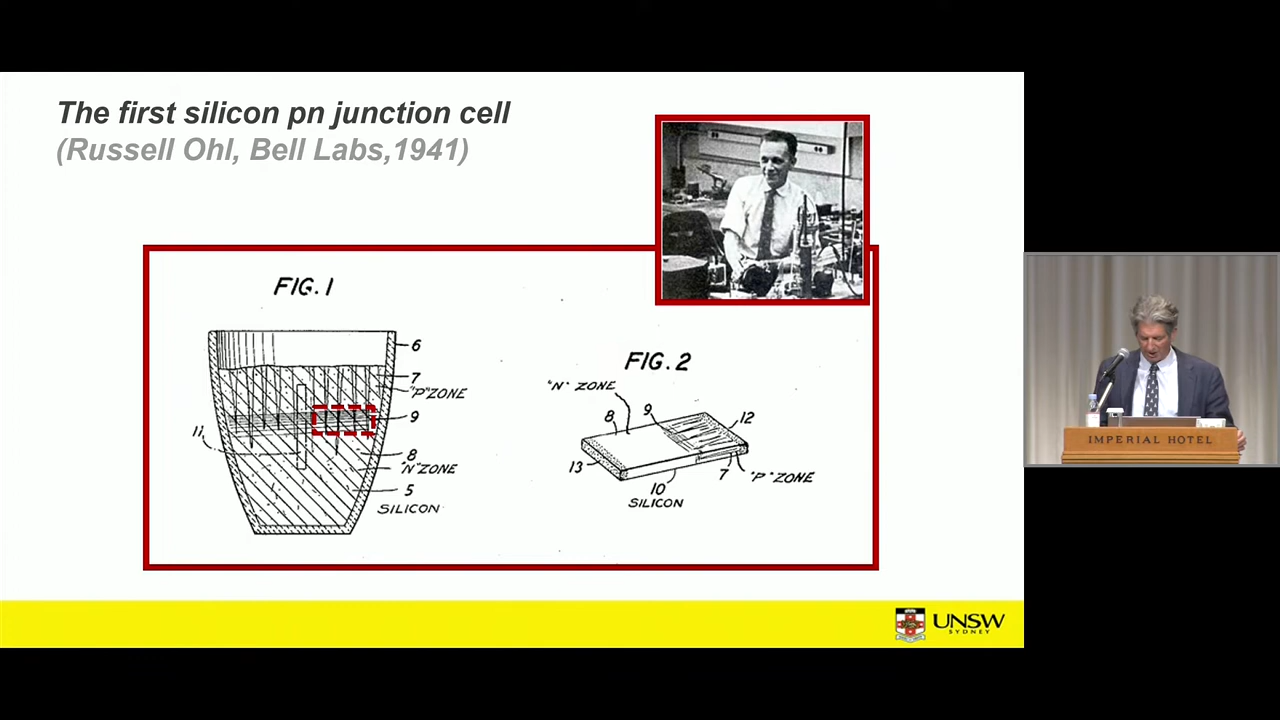 The first silicon pn junction cell
(Russell Ohl, Bell Labs,1941)
FIG. 1
6
7
"P" ZONE
9
11
8
"N" ZONE
5
SILICON
FIG. 2
"N" ZONE
8
9
12
13
10
SILICON
7
"P" ZONE
UNSW
SYDNEY
IMPERIAL HOTEL